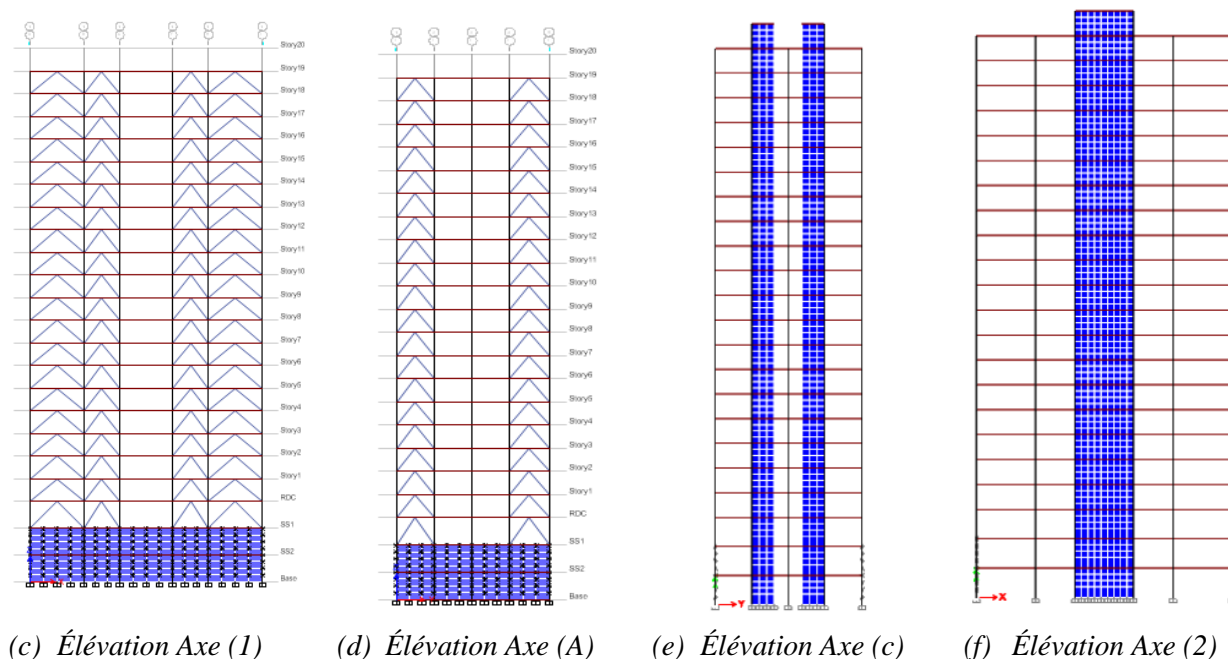 Story20
Story19
Story18
Story17
Story16
Story15
Story14
Story13
Story12
Story11
Story10
Story9
Story8
Story7
Story6
Story5
Story4
Story3
Story2
Story1
RDC
SS1
SS2
Base
Story20
Story19
Story18
Story17
Story16
Story15
Story14
Story13
Story12
Story11
Story10
Story9
Story8
Story7
Story6
Story5
Story4
Story3
Story2
Story1
RDC
SS1
SS2
Base
Y
X
(c) Élévation Axe (1) (d) Élévation Axe (A) (e) Élévation Axe (c) (f) Élévation Axe (2)